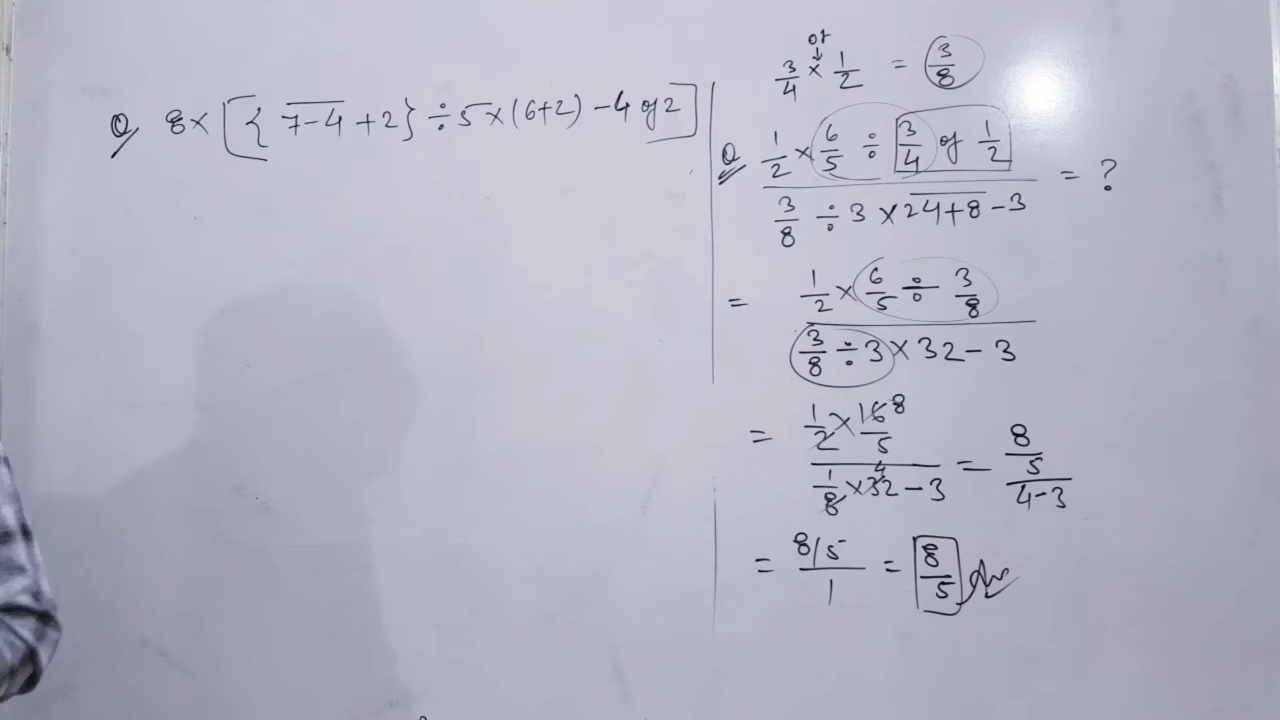 Q 8 × [{7̅-̅4̅ + 2} ÷ 5 × (6+2) - 4 of 2]
of
↓
3/4 × 1/2 = 3/8
Q (1/2 × 6/5 ÷ 3/4 of 1/2) / (3/8 ÷ 3 × 2̅4̅+̅8̅ - 3) = ?
= (1/2 × 6/5 ÷ 3/8) / (3/8 ÷ 3 × 32 - 3)
= (1/2 × 16 8/5) / (1/8 × 32 4 - 3) = (8/5) / (4-3)
= (8/5) / 1 = 8/5 Ans